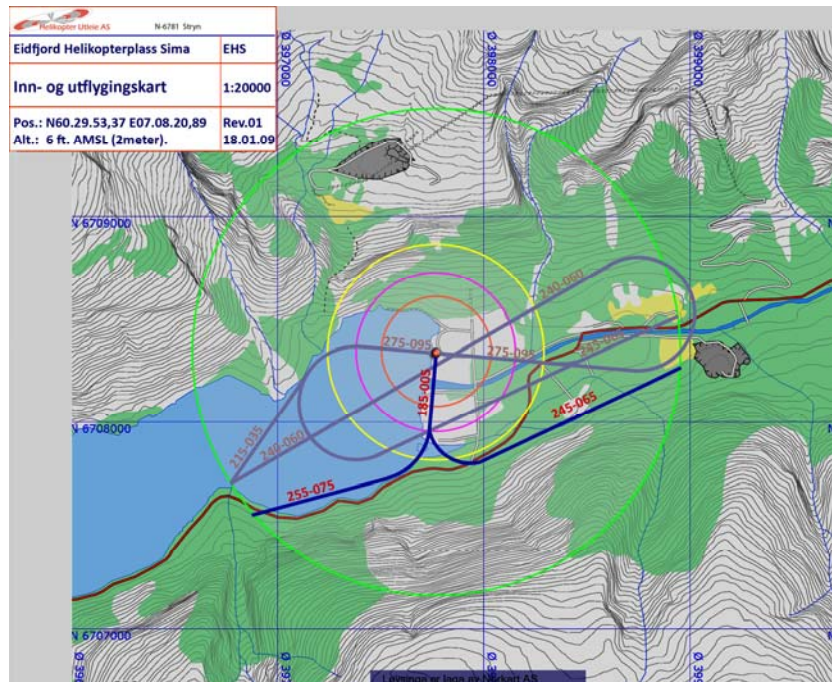 Helikopter Utleie AS
N-6781 Stryn
Eidfjord Helikopterplass Sima
EHS
Inn- og utflygingskart
1:20000
Pos.: N60.29.53,37 E07.08.20,89
Rev.01
Alt.: 6 ft. AMSL (2meter).
18.01.09
Ø 397000
Ø 398000
Ø 399000
N 6709000
240-060
275-095
275-095
185-005
245-065
N 6708000
215-035
240-060
255-075
N 6707000